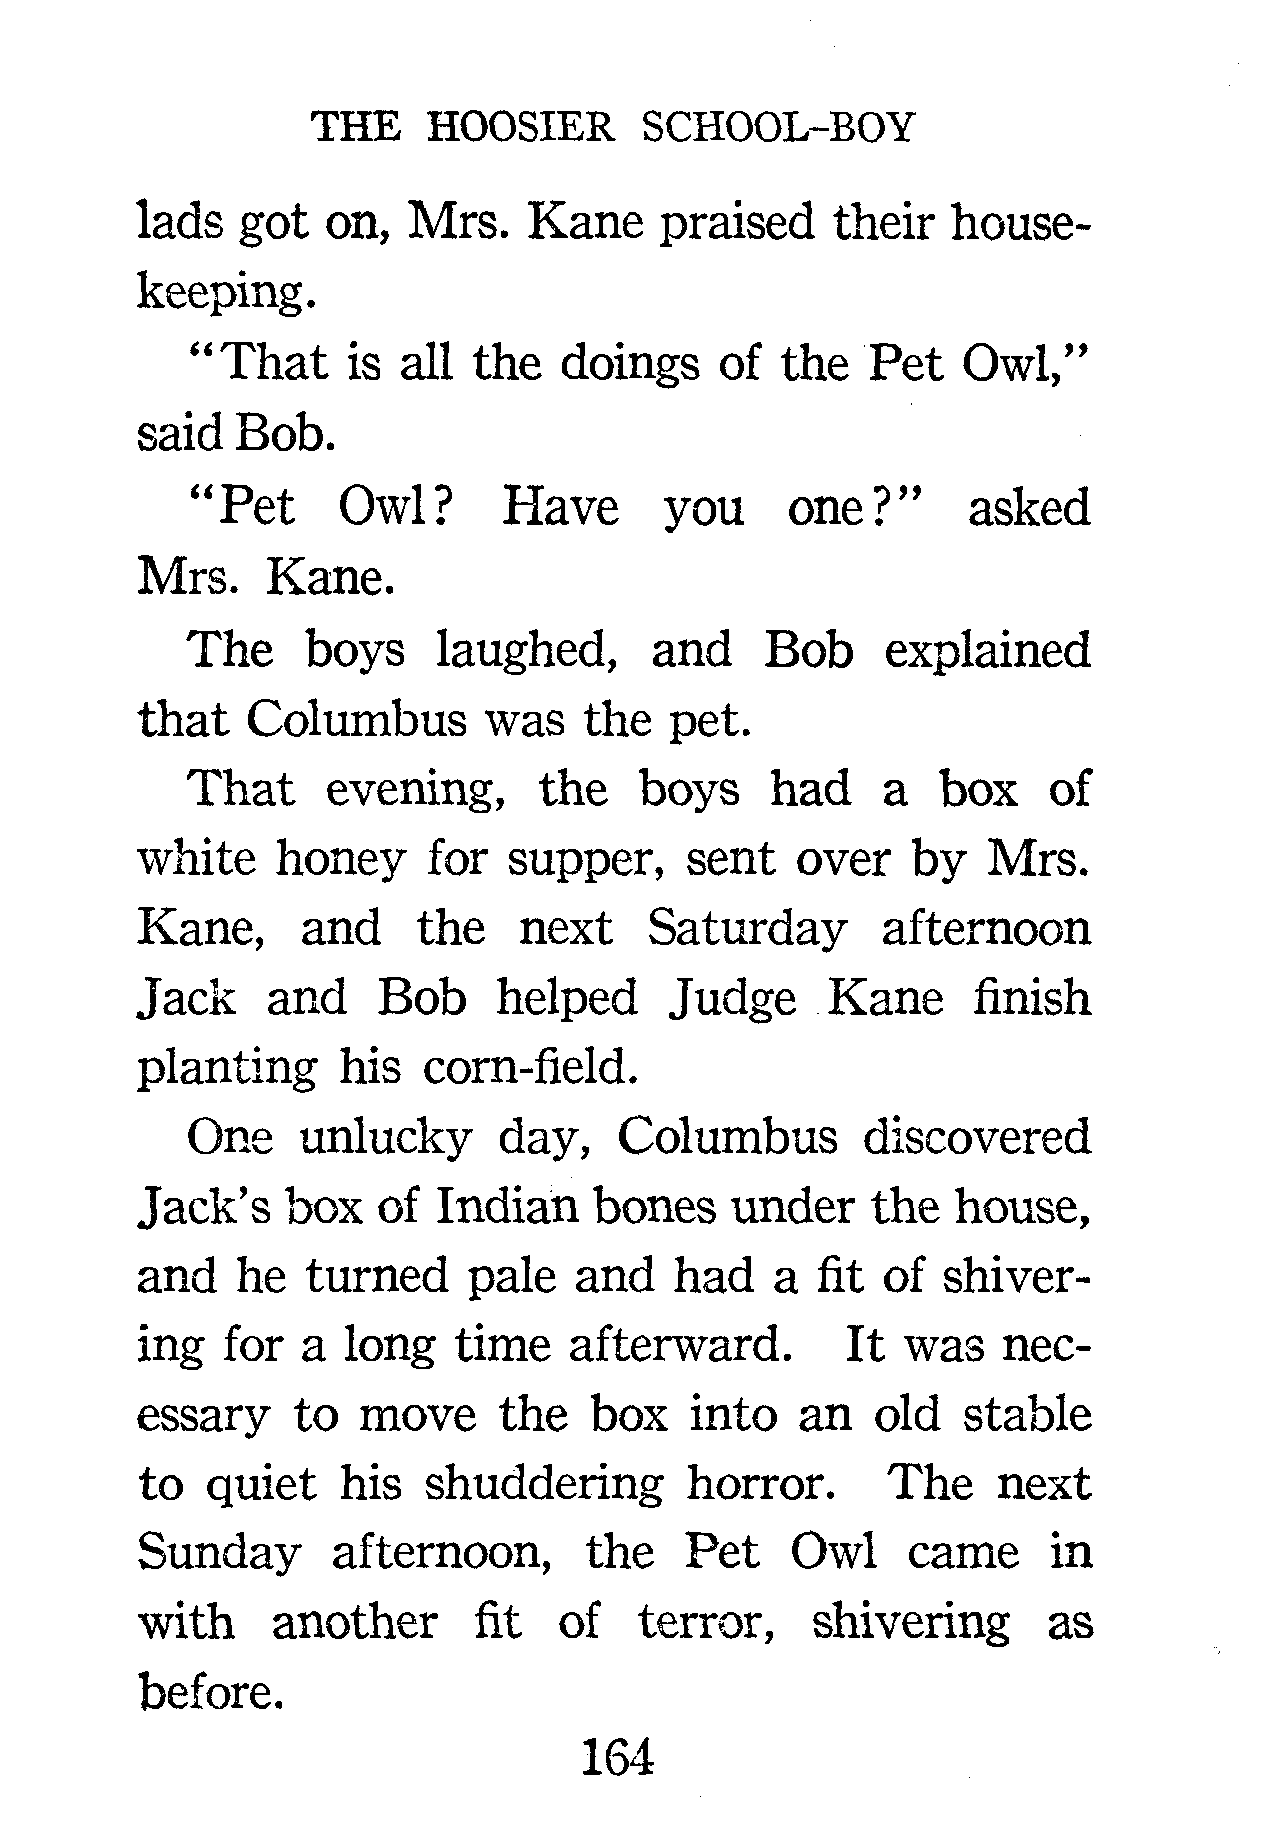 THE HOOSIER SCHOOL-BOY
lads got on, Mrs. Kane praised their house-
keeping.
"That is all the doings of the Pet Owl,"
said Bob.
"Pet Owl? Have you one?" asked
Mrs. Kane.
The boys laughed, and Bob explained
that Columbus was the pet.
That evening, the boys had a box of
white honey for supper, sent over by Mrs.
Kane, and the next Saturday afternoon
Jack and Bob helped Judge Kane finish
planting his corn-field.
One unlucky day, Columbus discovered
Jack's box of Indian bones under the house,
and he turned pale and had a fit of shiver-
ing for a long time afterward. It was nec-
essary to move the box into an old stable
to quiet his shuddering horror. The next
Sunday afternoon, the Pet Owl came in
with another fit of terror, shivering as
before.
164